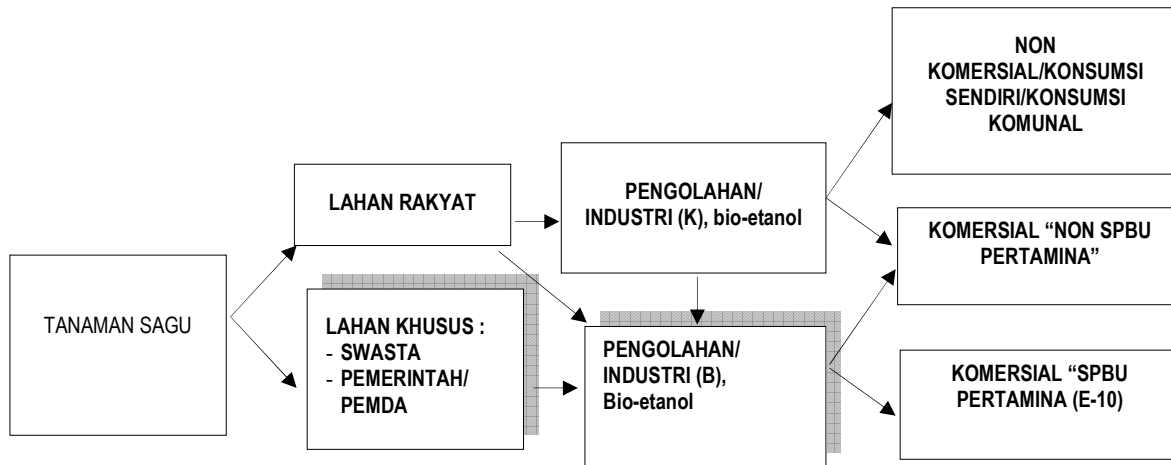 TANAMAN SAGU
LAHAN RAKYAT
LAHAN KHUSUS :
- SWASTA
- PEMERINTAH/
PEMDA
PENGOLAHAN/
INDUSTRI (K), bio-etanol
PENGOLAHAN/
INDUSTRI (B),
Bio-etanol
NON
KOMERSIAL/KONSUMSI
SENDIRI/KONSUMSI
KOMUNAL
KOMERSIAL “NON SPBU
PERTAMINA”
KOMERSIAL “SPBU
PERTAMINA (E-10)